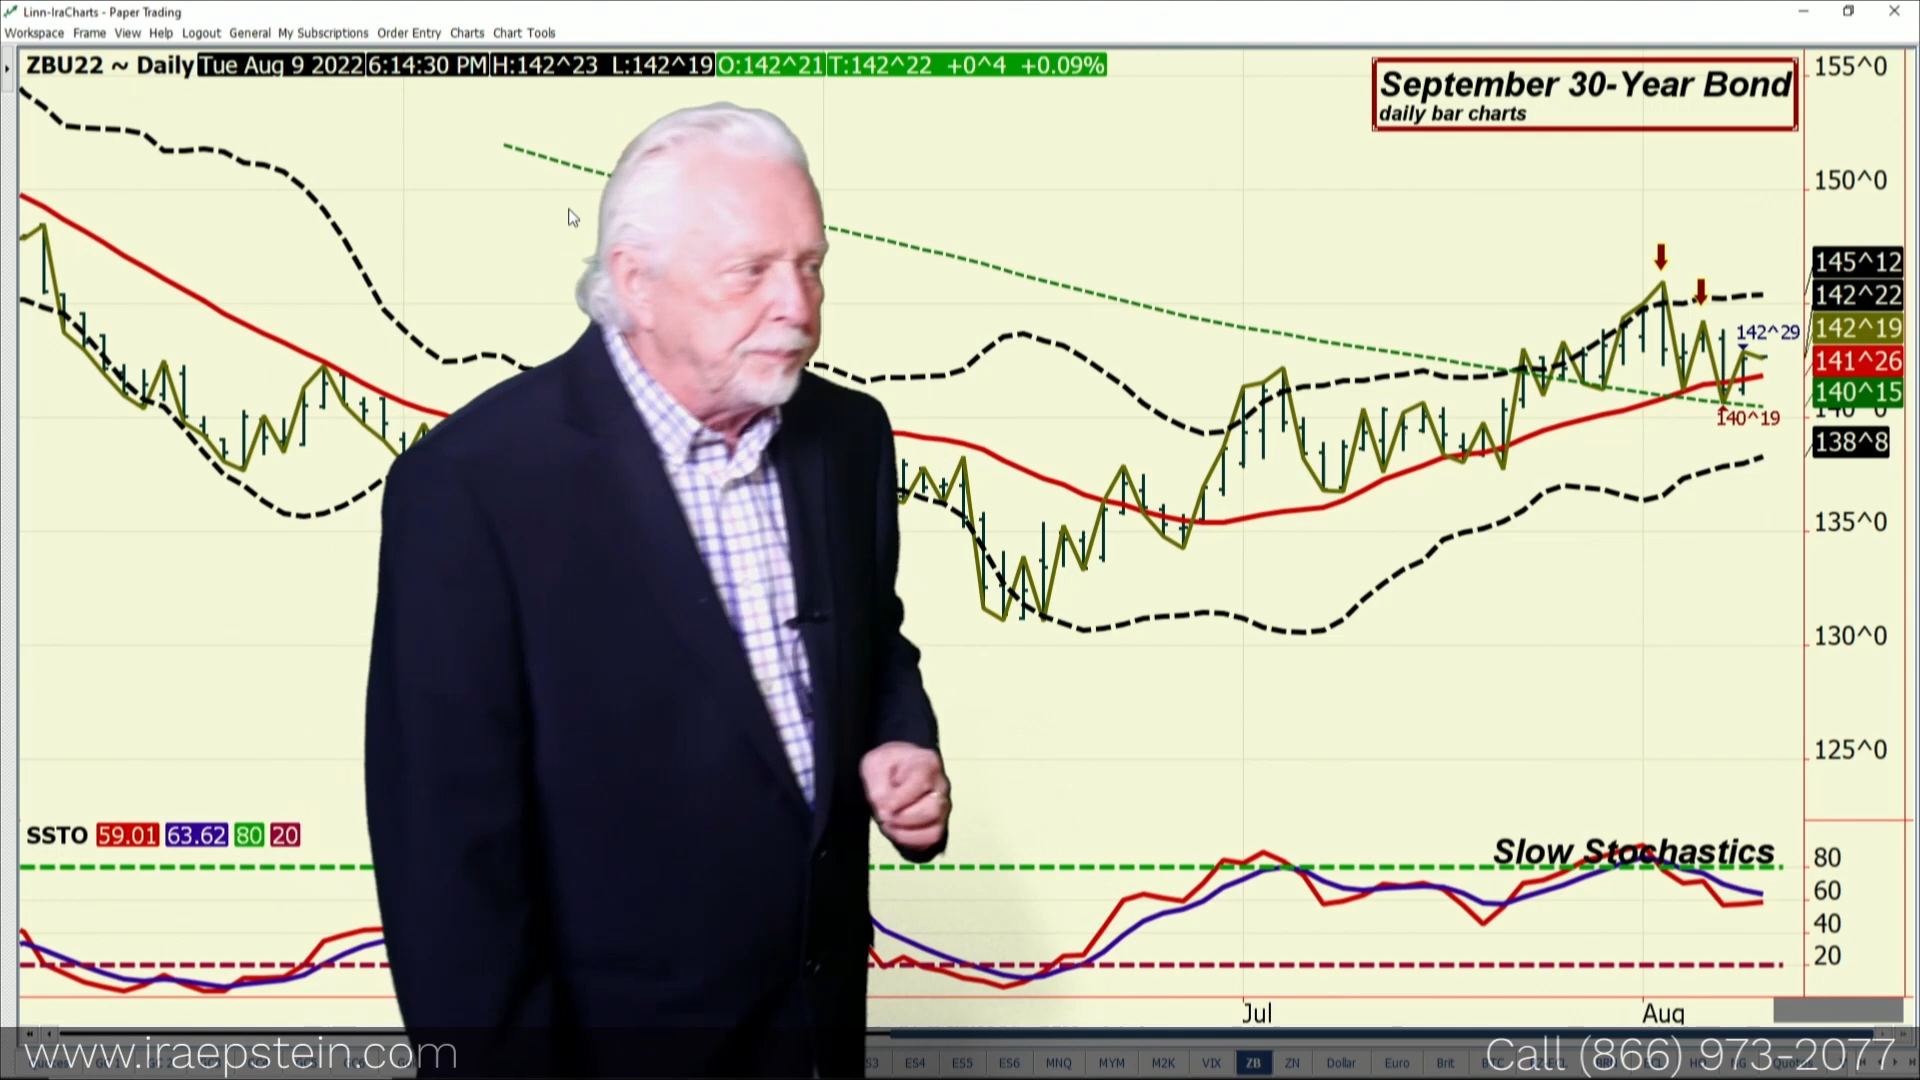 Linn-IraCharts - Paper Trading
Workspace Frame View Help Logout General My Subscriptions Order Entry Charts Chart Tools
ZBU22 ~ Daily Tue Aug 9 2022 6:14:30 PM H:142^23 L:142^19 O:142^21 T:142^22 +0^4 +0.09%
September 30-Year Bond
daily bar charts
155^0
150^0
145^12
142^22
142^29
142^19
141^26
140^15
140^19
138^8
135^0
130^0
125^0
SSTO 59.01 63.62 80 20
Slow Stochastics
80
60
40
20
Jul Aug
www.iraepstein.com
ES4 ES5 ES6 MNQ MYM M2K VIX ZB ZN Dollar Euro Brit
Call (866) 973-2077